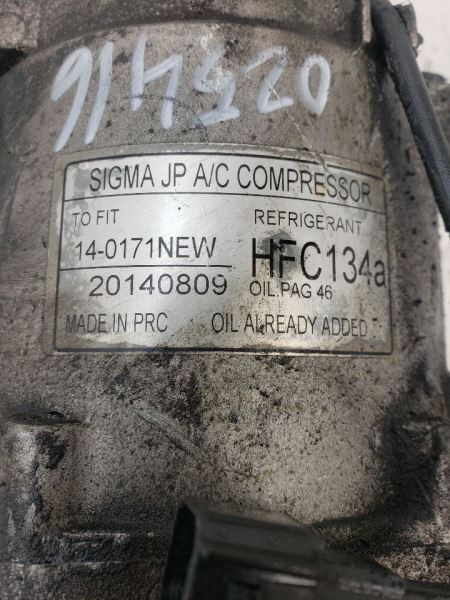 SIGMA JP A/C COMPRESSOR
TO FIT
14-0171NEW
20140809
REFRIGERANT
HFC134a
OIL:PAG 46
MADE IN PRC
OIL ALREADY ADDED